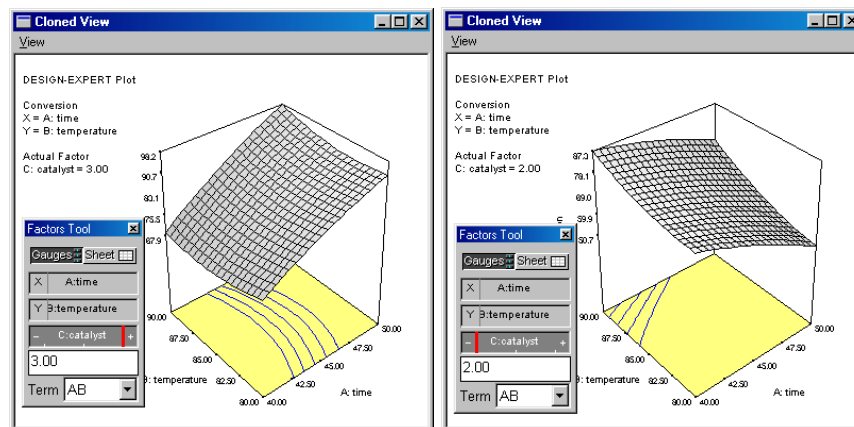 Cloned View
View
DESIGN-EXPERT Plot
Conversion
X = A: time
Y = B: temperature
Actual Factor
C: catalyst = 3.00
98.2
90.7
83.1
75.5
67.9
Factors Tool
Gauges Sheet
X A:time
Y B:temperature
- C:catalyst +
3.00
Term AB
90.00
87.50
85.00
82.50
80.00
40.00
42.50
45.00
47.50
50.00
B: temperature
A: time
Cloned View
View
DESIGN-EXPERT Plot
Conversion
X = A: time
Y = B: temperature
Actual Factor
C: catalyst = 2.00
87.3
78.1
69.0
59.9
50.7
Factors Tool
Gauges Sheet
X A:time
Y B:temperature
- C:catalyst +
2.00
Term AB
90.00
87.50
85.00
82.50
80.00
40.00
42.50
45.00
47.50
50.00
: temperature
A: time